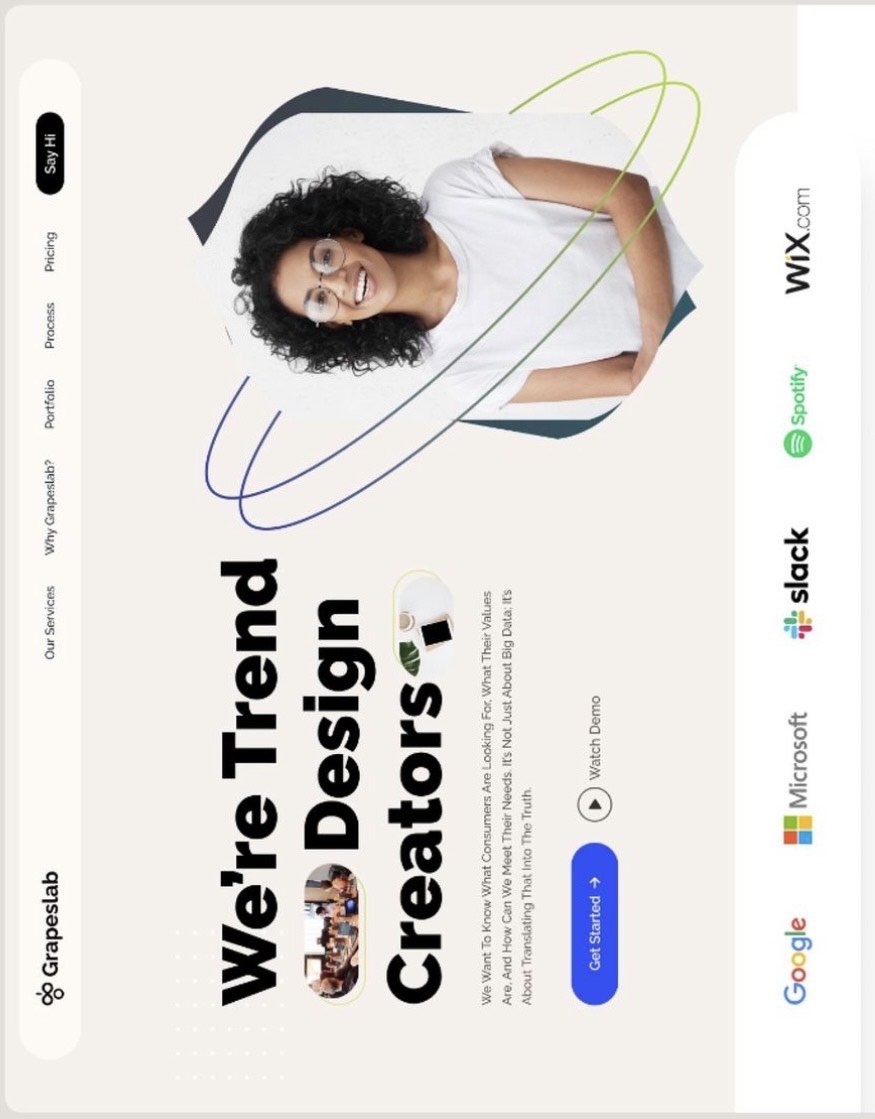 Grapeslab
Our Services Why Grapeslab? Portfolio Process Pricing Say Hi
We're Trend
Design
Creators
We Want To Know What Consumers Are Looking For, What Their Values
Are, And How Can We Meet Their Needs. It's Not Just About Big Data; It's
About Translating That Into The Truth.
Get Started → Watch Demo
Google Microsoft slack Spotify WiX.com